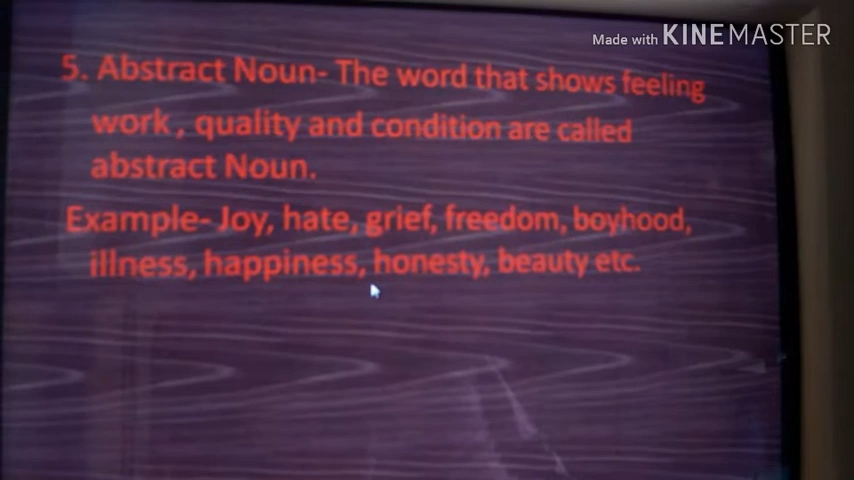 Made with KINEMASTER
5. Abstract Noun- The word that shows feeling
work , quality and condition are called
abstract Noun.
Example- Joy, hate, grief, freedom, boyhood,
illness, happiness, honesty, beauty etc.